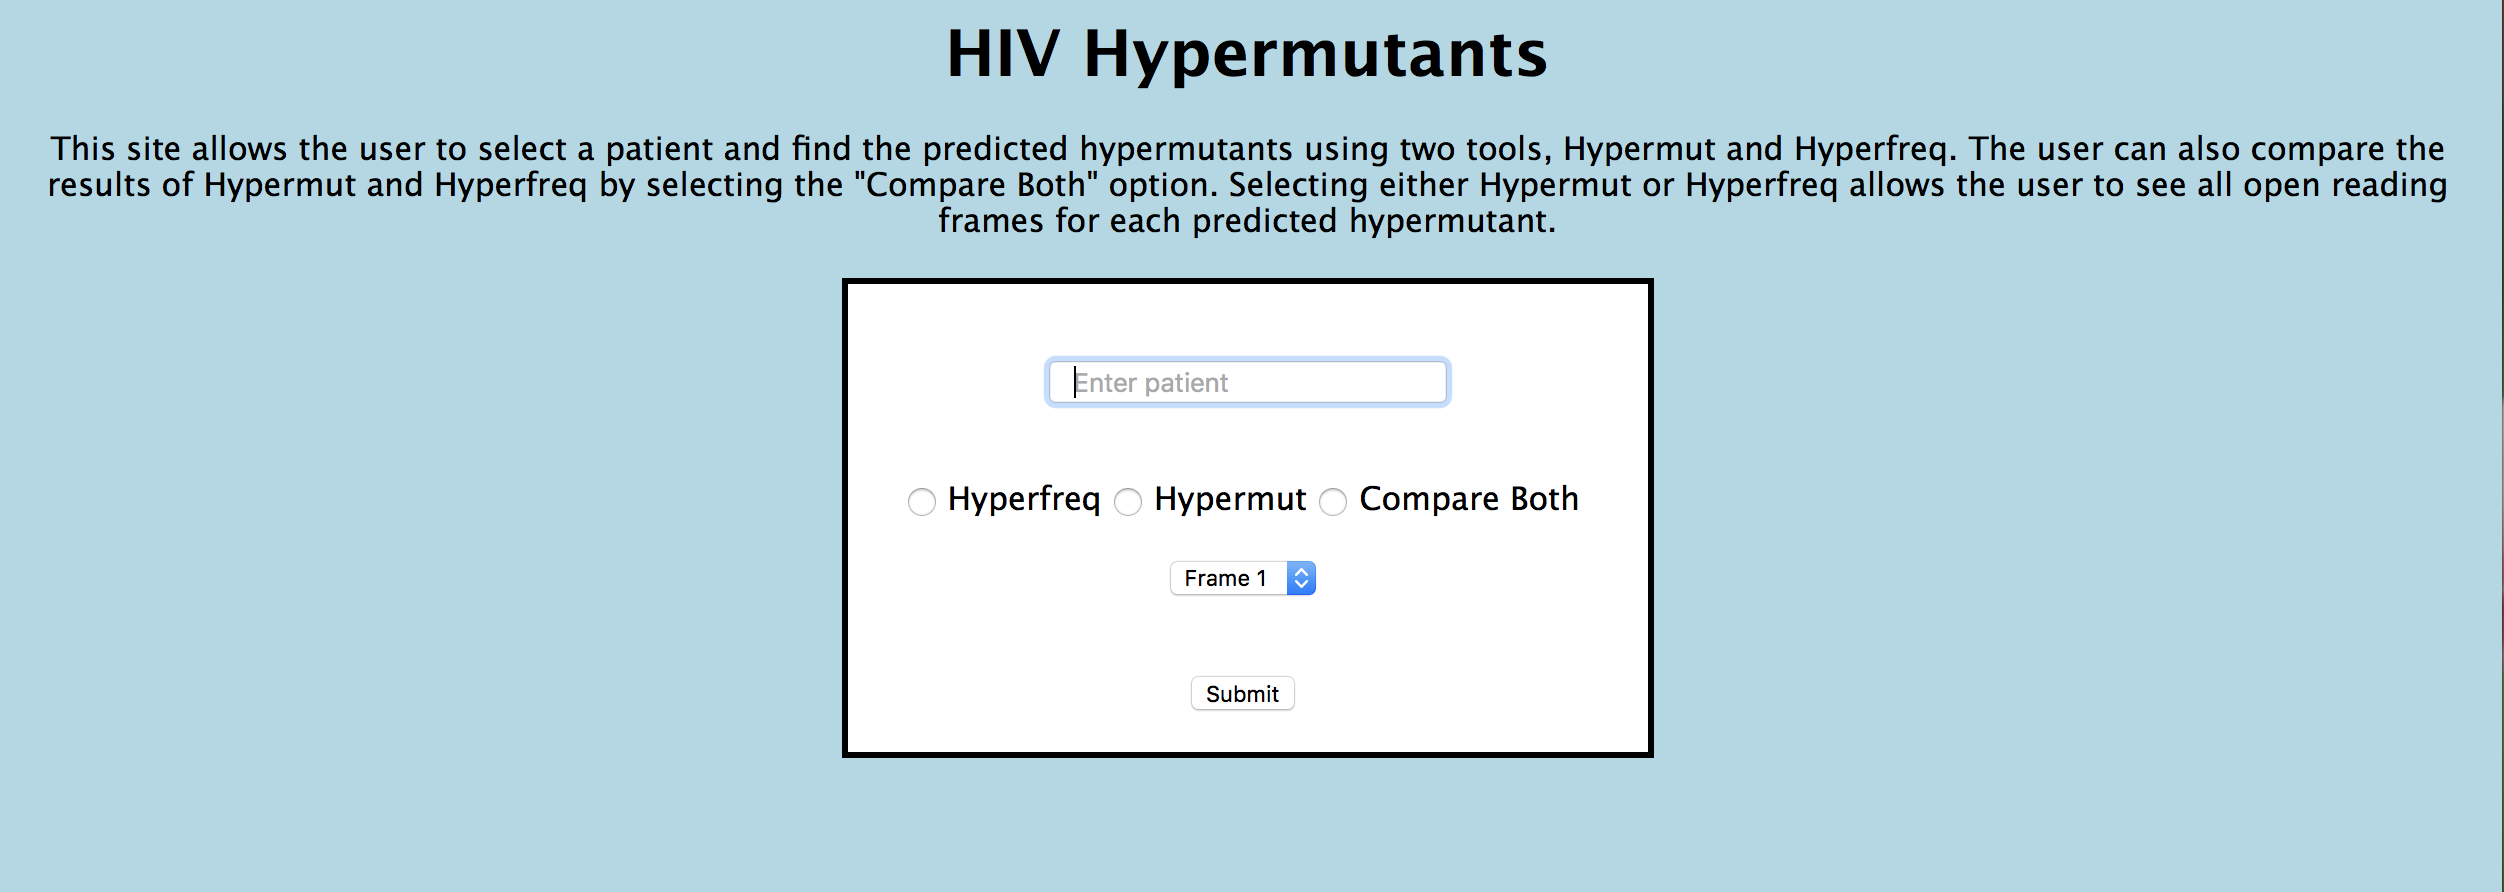 HIV Hypermutants
This site allows the user to select a patient and find the predicted hypermutants using two tools, Hypermut and Hyperfreq. The user can also compare the
results of Hypermut and Hyperfreq by selecting the "Compare Both" option. Selecting either Hypermut or Hyperfreq allows the user to see all open reading
frames for each predicted hypermutant.
Enter patient
Hyperfreq Hypermut Compare Both
Frame 1
Submit